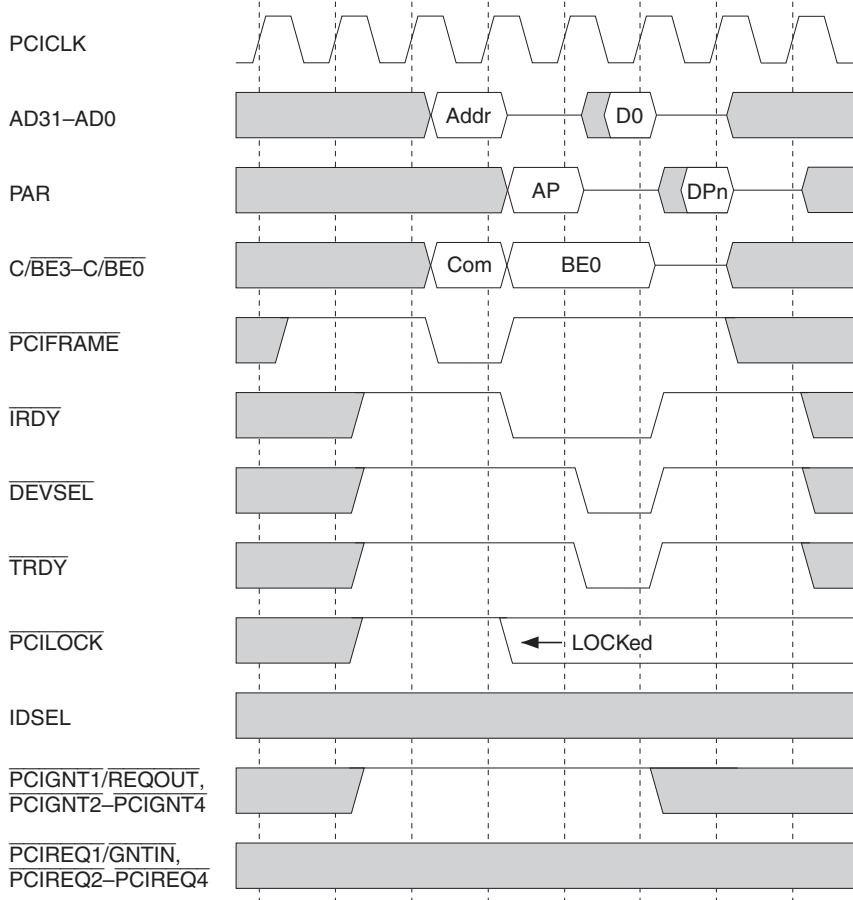 PCICLK
AD31–AD0
Addr
D0
PAR
AP
DPn
C/BE3–C/BE0
Com
BE0
PCIFRAME
IRDY
DEVSEL
TRDY
PCILOCK
LOCKed
IDSEL
PCIGNT1/REQOUT,
PCIGNT2–PCIGNT4
PCIREQ1/GNTIN,
PCIREQ2–PCIREQ4